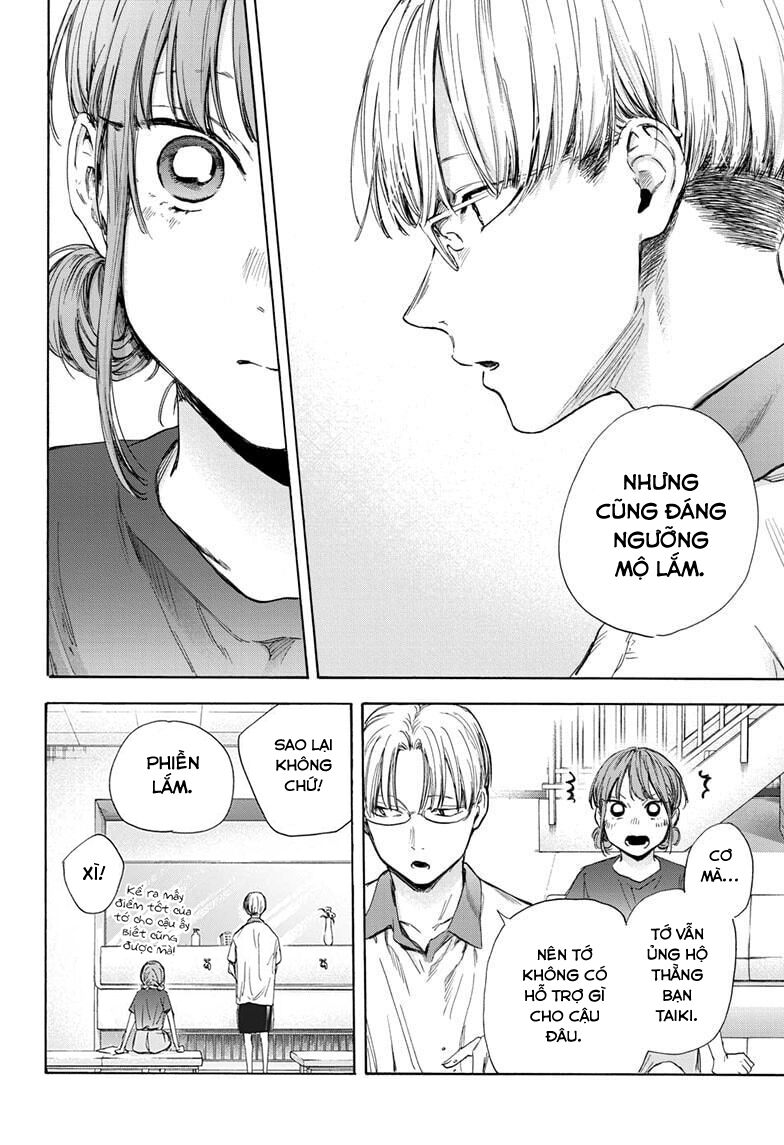 NHƯNG
CŨNG ĐÁNG
NGƯỠNG
MỘ LẮM.
CƠ
MÀ...
TỚ VẪN
ỦNG HỘ
THẰNG
BẠN
TAIKI.
NÊN TỚ
KHÔNG CÓ
HỖ TRỢ GÌ
CHO CẬU
ĐÂU.
SAO LẠI
KHÔNG
CHỨ!
PHIỀN
LẮM.
XÌ!
Kể ra mấy
điểm tốt của
tớ cho cậu ấy
biết cũng
được mà!